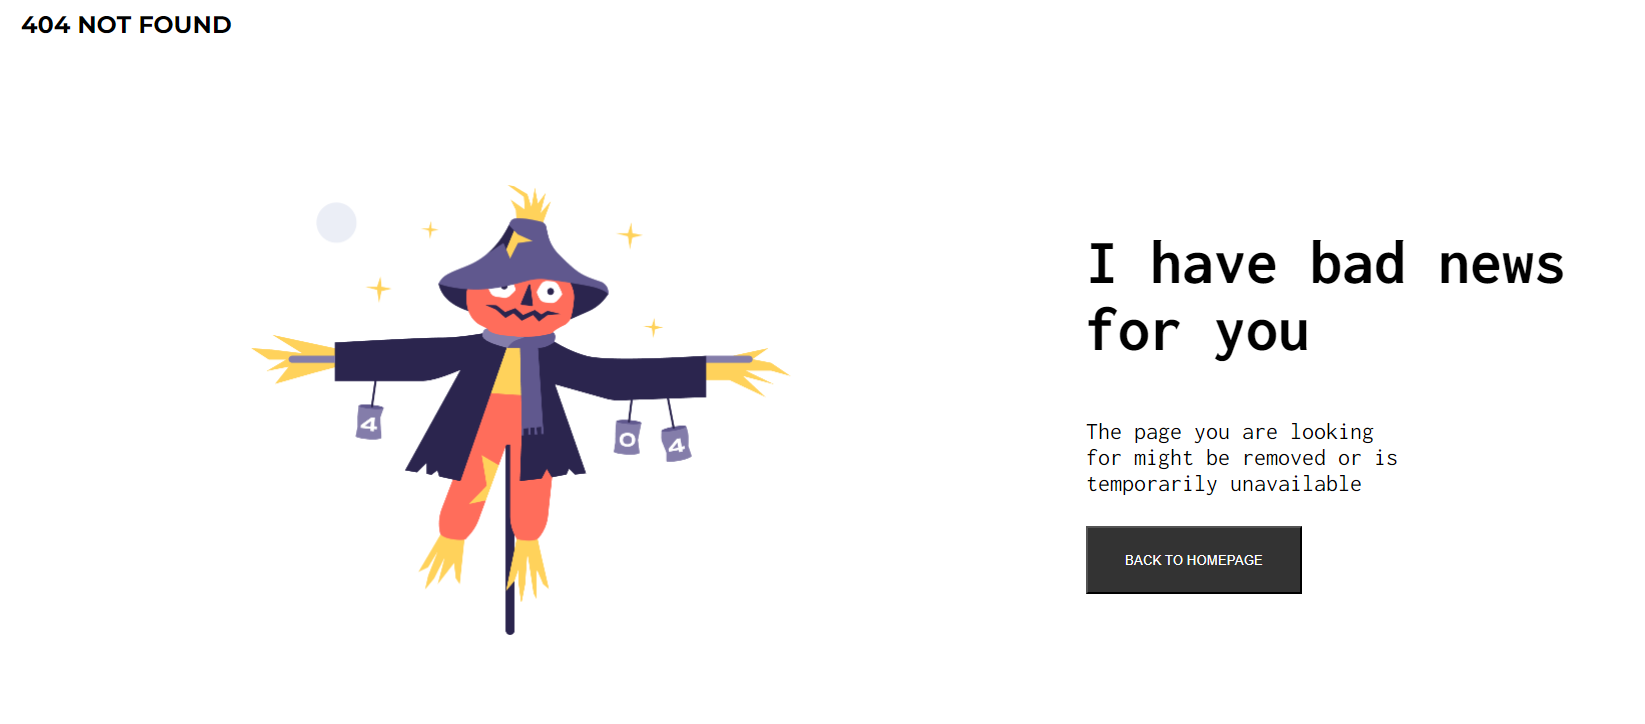 404 NOT FOUND
4
0
4
I have bad news
for you
The page you are looking
for might be removed or is
temporarily unavailable
BACK TO HOMEPAGE